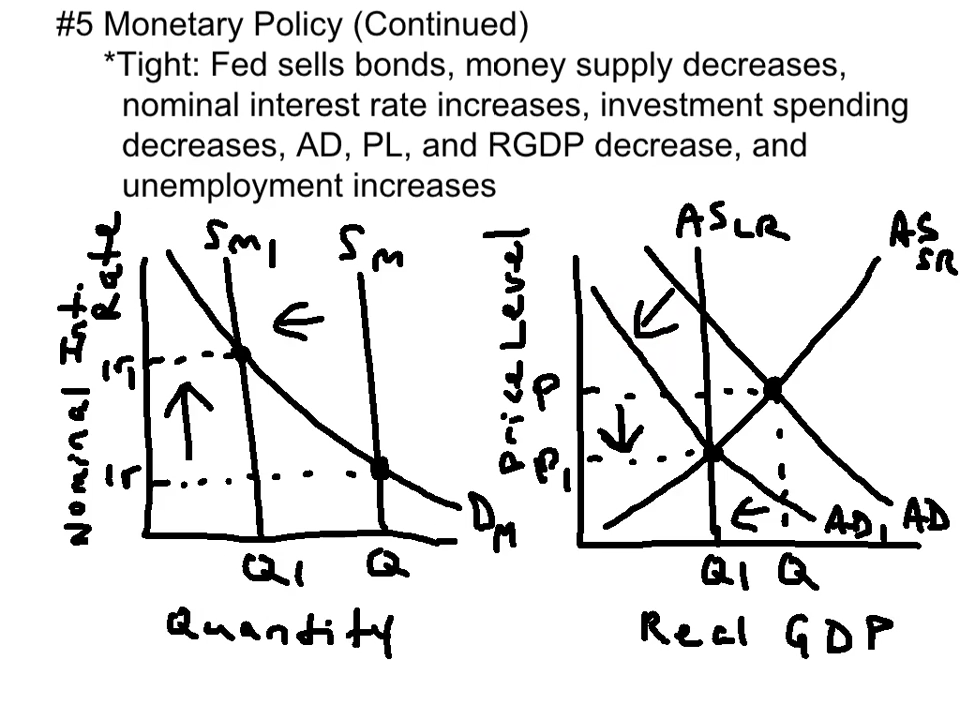 #5 Monetary Policy (Continued)
*Tight: Fed sells bonds, money supply decreases,
nominal interest rate increases, investment spending
decreases, AD, PL, and RGDP decrease, and
unemployment increases
SM1
SM
Nominal Int.
Rate
ir1
ir
DM
Q1
Q
Quantity
ASLR
ASSR
Price Level
P
P1
AD1
AD
Q1
Q
Real GDP